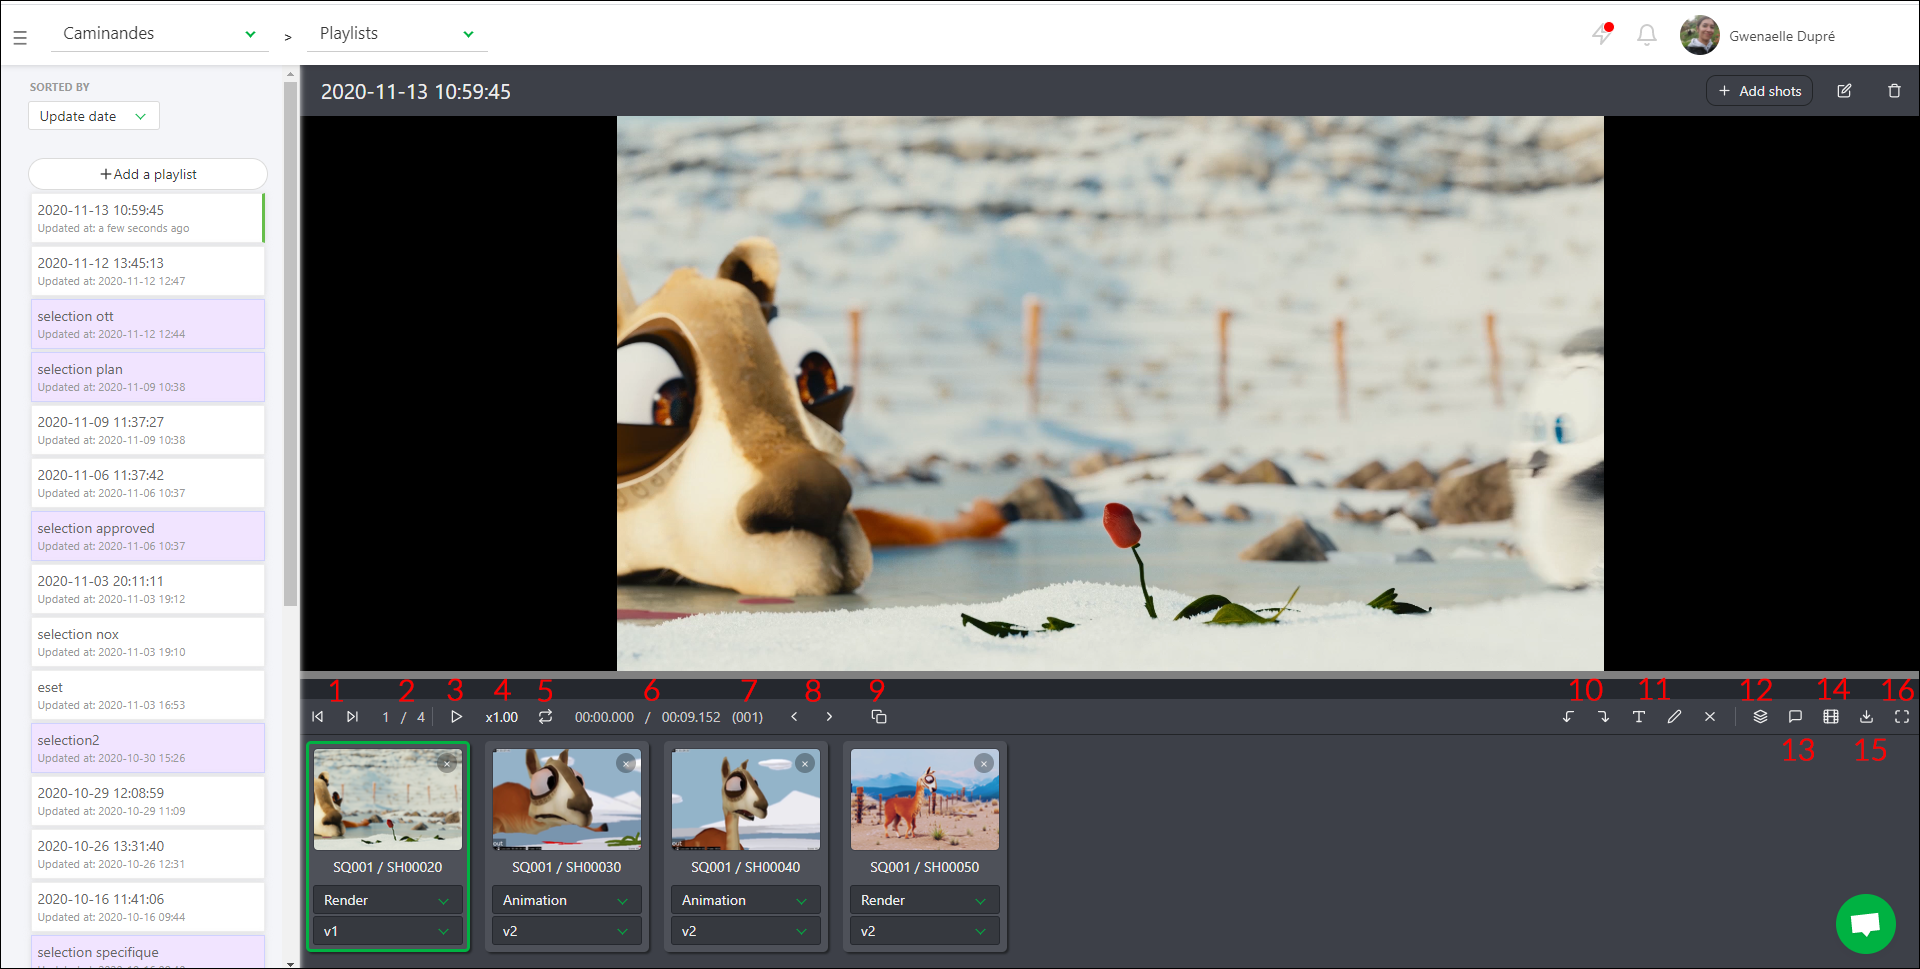 Caminandes > Playlists
Gwenaelle Dupré
SORTED BY
Update date
+Add a playlist
2020-11-13 10:59:45
Updated at: a few seconds ago
2020-11-12 13:45:13
Updated at: 2020-11-12 12:47
selection ott
Updated at: 2020-11-12 12:44
selection plan
Updated at: 2020-11-09 10:38
2020-11-09 11:37:27
Updated at: 2020-11-09 10:38
2020-11-06 11:37:42
Updated at: 2020-11-06 10:37
selection approved
Updated at: 2020-11-06 10:37
2020-11-03 20:11:11
Updated at: 2020-11-03 19:12
selection nox
Updated at: 2020-11-03 19:10
eset
Updated at: 2020-11-03 16:53
selection2
Updated at: 2020-10-30 15:26
2020-10-29 12:08:59
Updated at: 2020-10-29 11:09
2020-10-26 13:31:40
Updated at: 2020-10-26 12:31
2020-10-16 11:41:06
Updated at: 2020-10-16 09:44
selection specifique
2020-11-13 10:59:45
+ Add shots
1 2 3 4 5 6 7 8 9 10 11 12 14 16
1 / 4 x1.00 00:00.000 / 00:09.152 (001) < > T
13 15
SQ001 / SH00020
Render
v1
SQ001 / SH00030
Animation
v2
SQ001 / SH00040
Animation
v2
SQ001 / SH00050
Render
v2